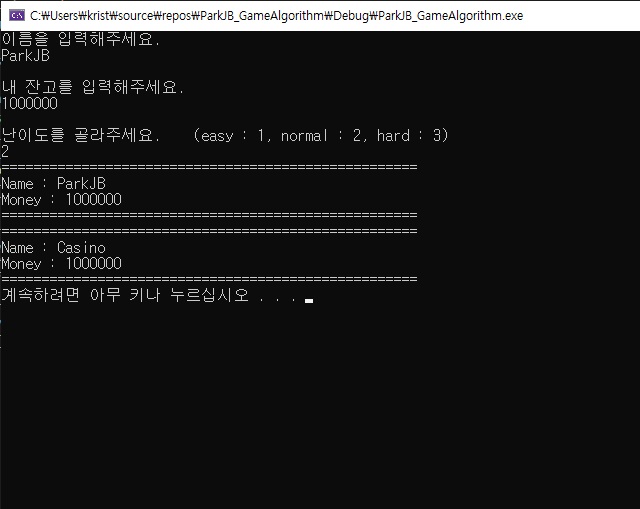 C:₩Users₩krist₩source₩repos₩ParkJB_GameAlgorithm₩Debug₩ParkJB_GameAlgorithm.exe
이름을 입력해주세요.
ParkJB
내 잔고를 입력해주세요.
1000000
난이도를 골라주세요. (easy : 1, normal : 2, hard : 3)
2
====================================================
Name : ParkJB
Money : 1000000
====================================================
====================================================
Name : Casino
Money : 1000000
====================================================
계속하려면 아무 키나 누르십시오 . . .